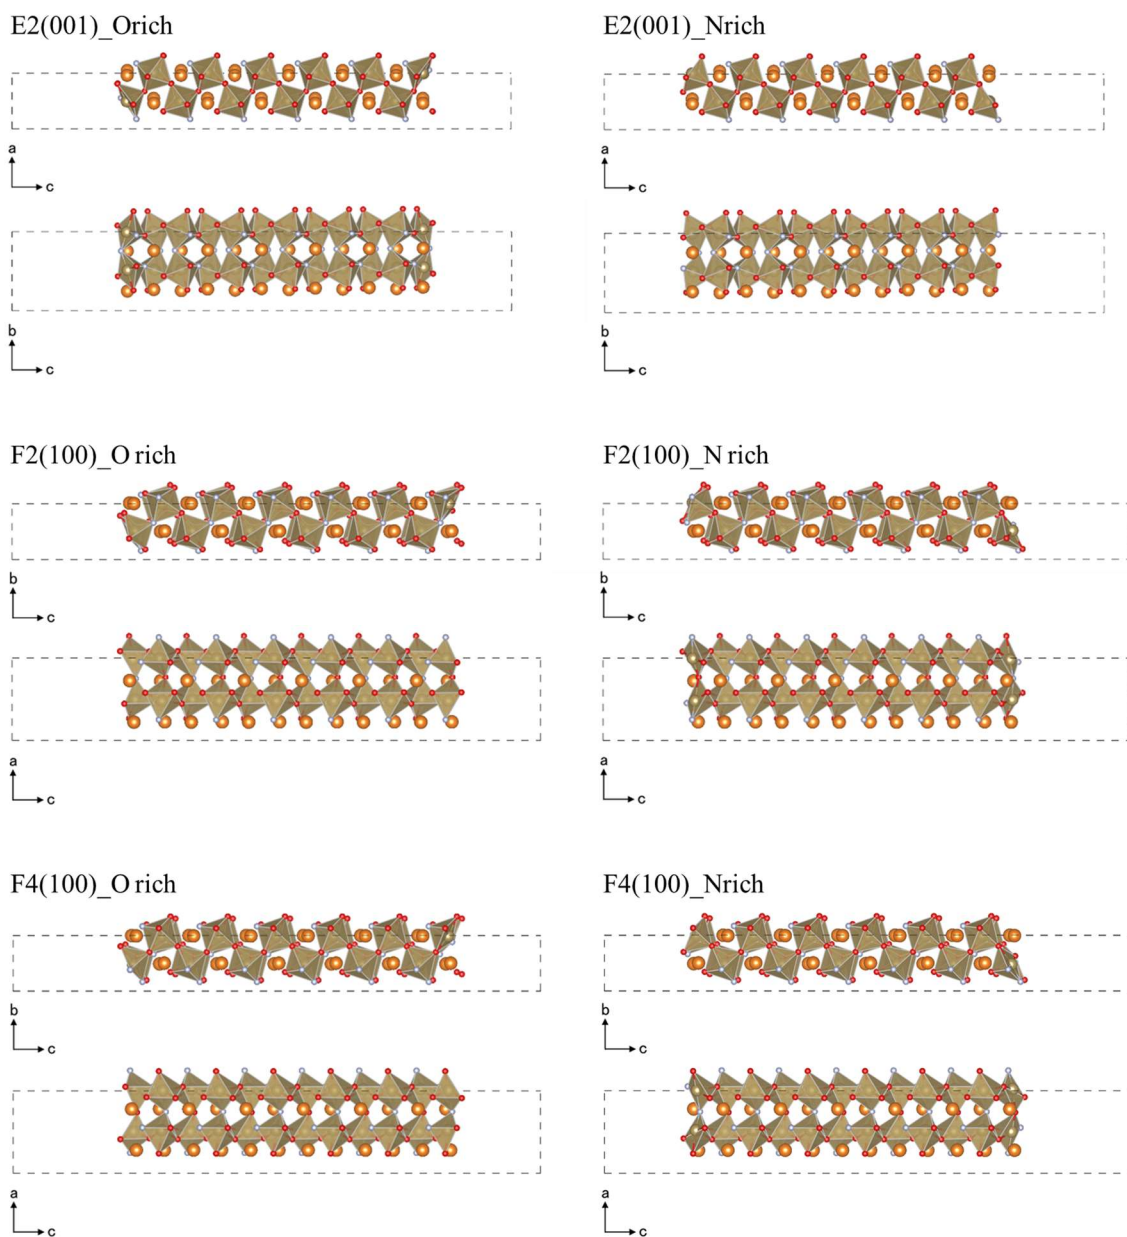 E2(001)_Orich
E2(001)_Nrich
a
c
a
c
b
c
b
c
F2(100)_O rich
F2(100)_N rich
b
c
b
c
a
c
a
c
F4(100)_O rich
F4(100)_Nrich
b
c
b
c
a
c
a
c